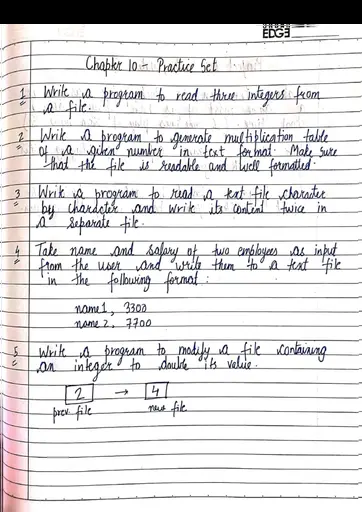 EDGE
Chapter 10 - Practice Set
1 Write a program to read three integers from
a file.
2 Write a program to generate multiplication table
of a given number in text format. Make sure
that the file is readable and well formatted.
3 Write a program to read a text file character
by character and write its content twice in
a separate file.
4 Take name and salary of two employees as input
from the user and write them to a text file
in the following format:
name1, 3300
name2, 7700
5 Write a program to modify a file containing
an integer to double its value.
2 → 4
prev. file new file